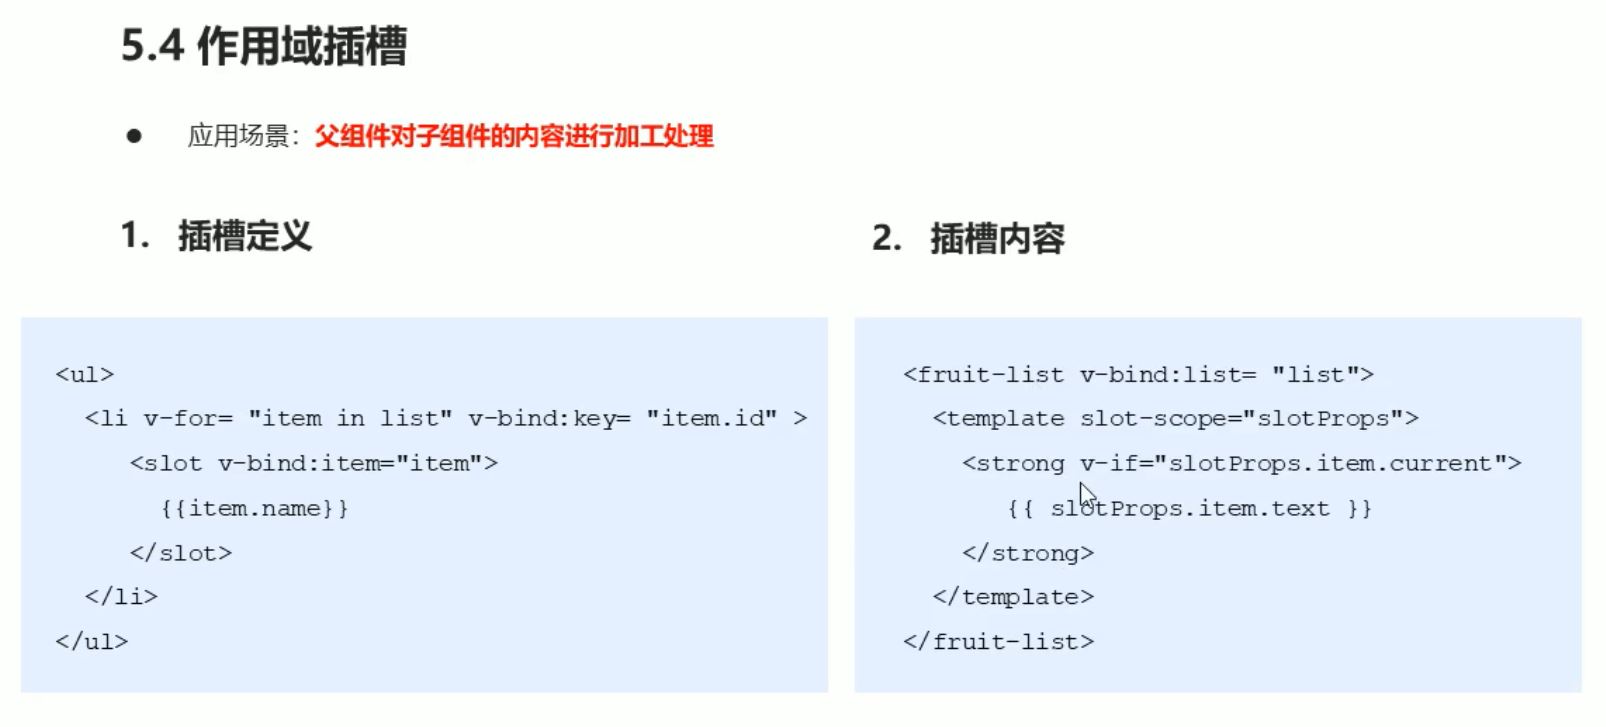 5.4 作用域插槽
● 应用场景：父组件对子组件的内容进行加工处理
1. 插槽定义
<ul>
<li v-for= "item in list" v-bind:key= "item.id" >
<slot v-bind:item="item">
{{item.name}}
</slot>
</li>
</ul>
2. 插槽内容
<fruit-list v-bind:list= "list">
<template slot-scope="slotProps">
<strong v-if="slotProps.item.current">
{{ slotProps.item.text }}
</strong>
</template>
</fruit-list>